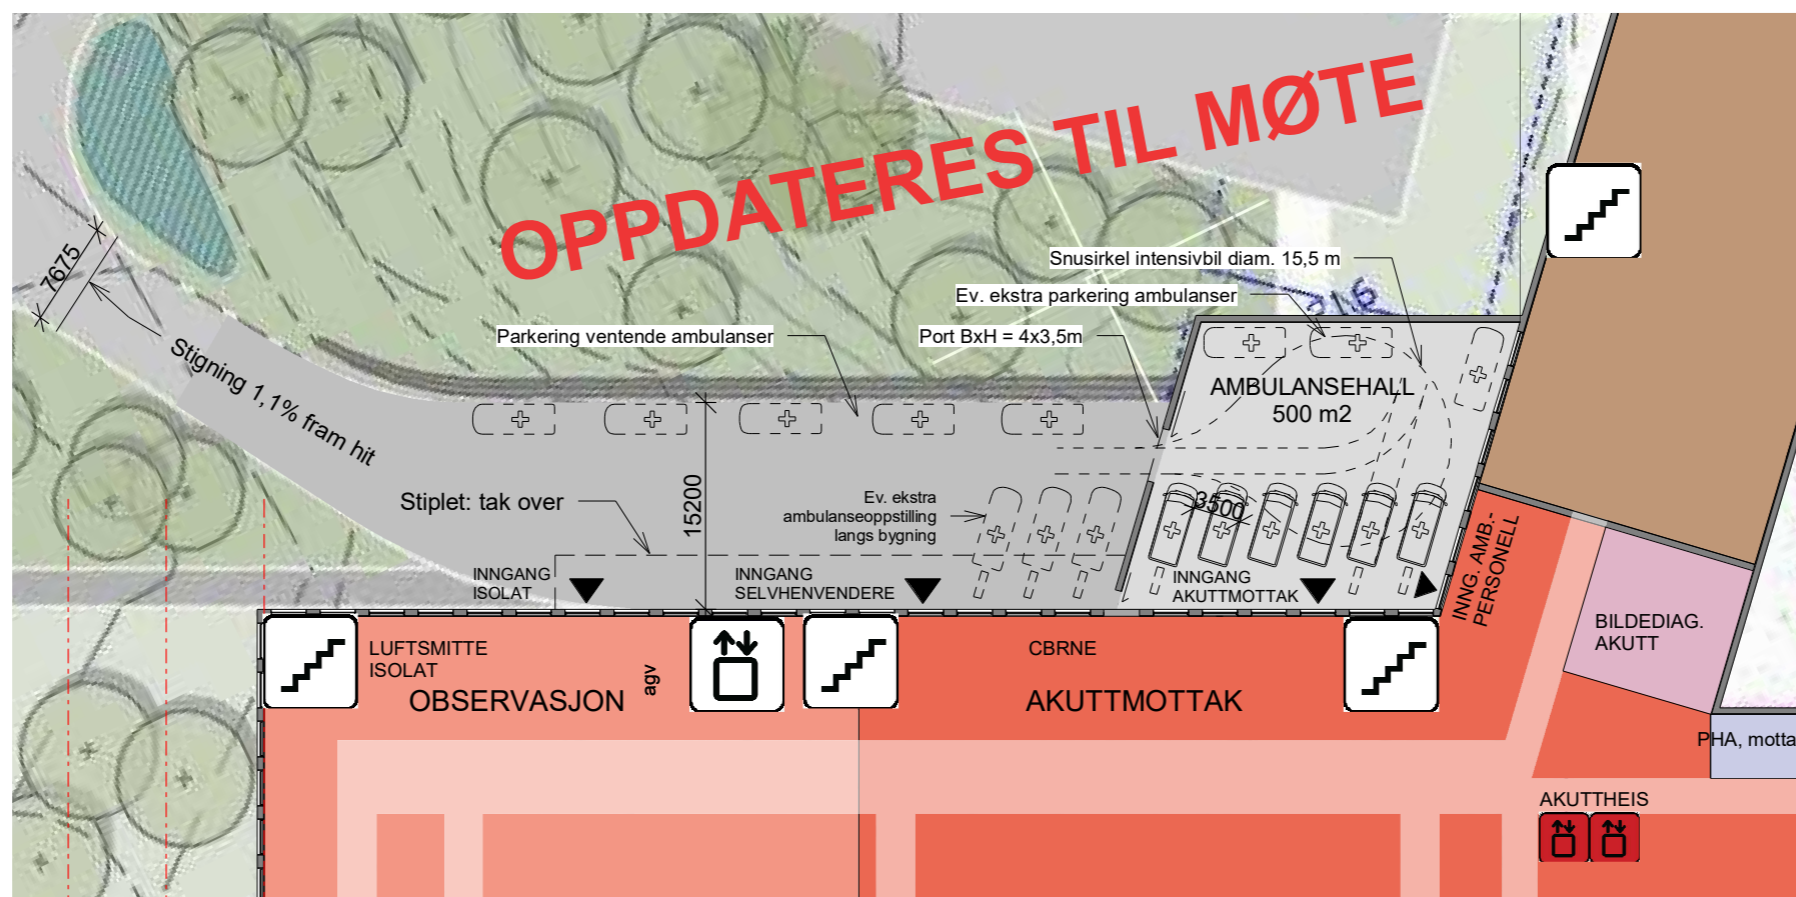 OPPDATERES TIL MØTE
Snusirkel intensivbil diam. 15,5 m
7675
Ev. ekstra parkering ambulanser
Parkering ventende ambulanser
Port BxH = 4x3,5m
Stigning 1,1% fram hit
AMBULANSEHALL
500 m2
Stiplet: tak over
15200
Ev. ekstra
ambulanseoppstilling
langs bygning
3500
INNGANG
ISOLAT
INNGANG
SELVHENVENDERE
INNGANG
AKUTTMOTTAK
INNG. AMB.-
PERSONELL
BILDEDIAG.
AKUTT
LUFTSMITTE
ISOLAT
OBSERVASJON
agv
CBRNE
AKUTTMOTTAK
PHA, motta
AKUTTHEIS